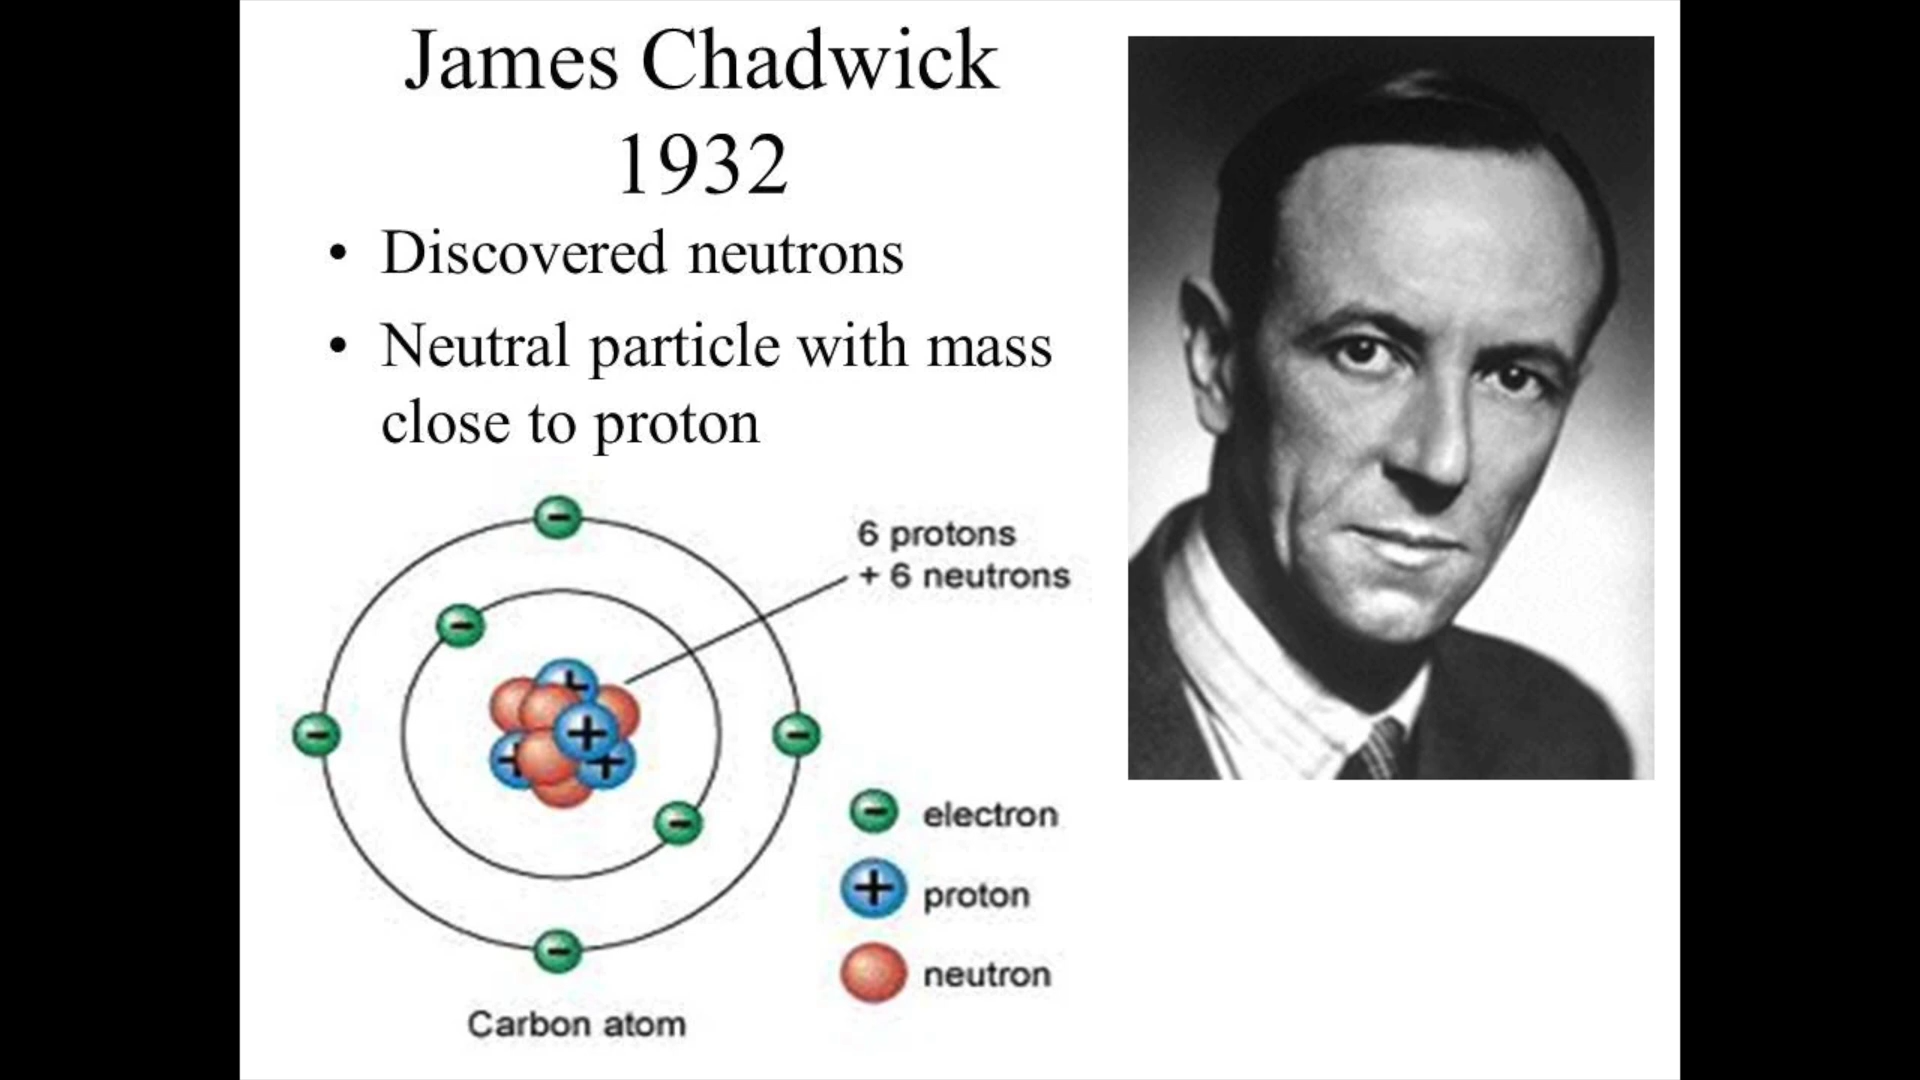 James Chadwick
1932
• Discovered neutrons
• Neutral particle with mass
close to proton
6 protons
+ 6 neutrons
electron
proton
neutron
Carbon atom